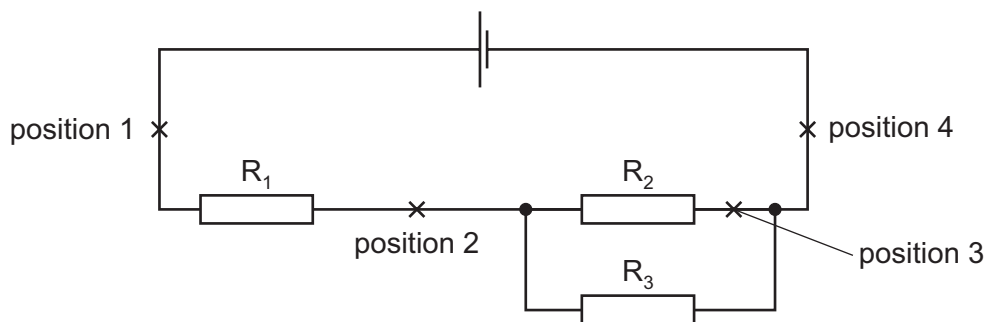 position 1
position 4
R₁
R₂
position 2
position 3
R₃